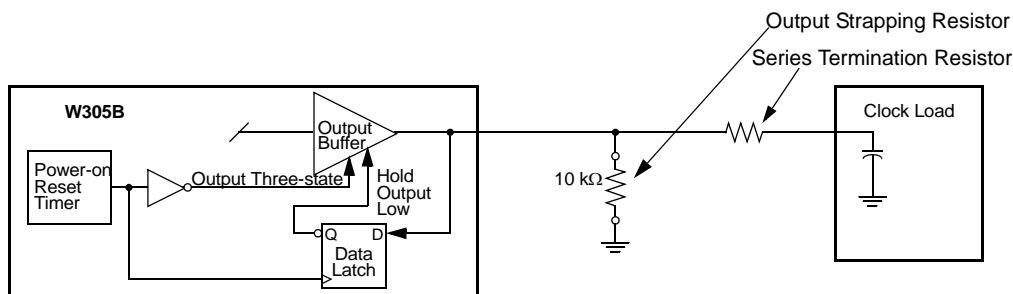 Output Strapping Resistor
Series Termination Resistor
W305B
Clock Load
Output
Buffer
Power-on
Reset
Timer
Output Three-state
Hold
Output
Low
10 kΩ
Q
D
Data
Latch